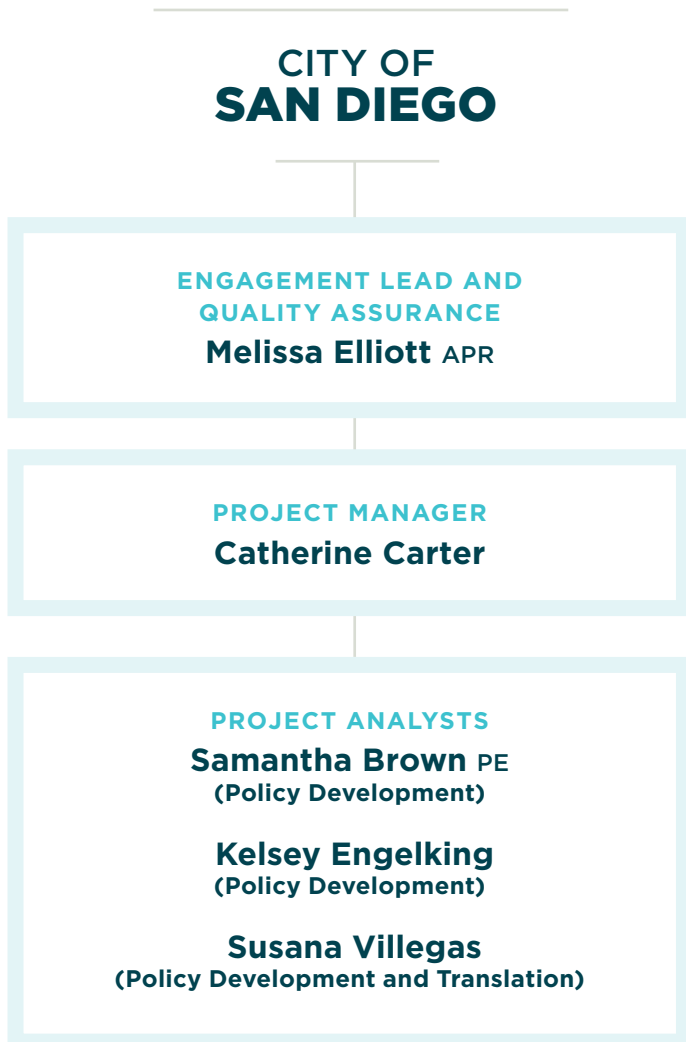 CITY OF
SAN DIEGO
ENGAGEMENT LEAD AND
QUALITY ASSURANCE
Melissa Elliott APR
PROJECT MANAGER
Catherine Carter
PROJECT ANALYSTS
Samantha Brown PE
(Policy Development)
Kelsey Engelking
(Policy Development)
Susana Villegas
(Policy Development and Translation)